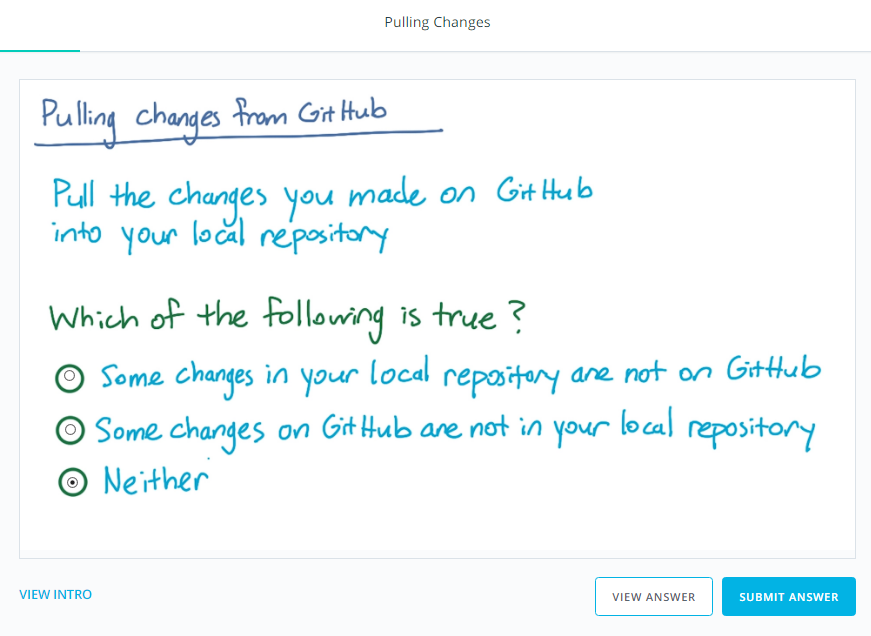 Pulling Changes
Pulling changes from GitHub
Pull the changes you made on GitHub
into your local repository
Which of the following is true?
Some changes in your local repository are not on GitHub
Some changes on GitHub are not in your local repository
Neither
VIEW INTRO
VIEW ANSWER
SUBMIT ANSWER